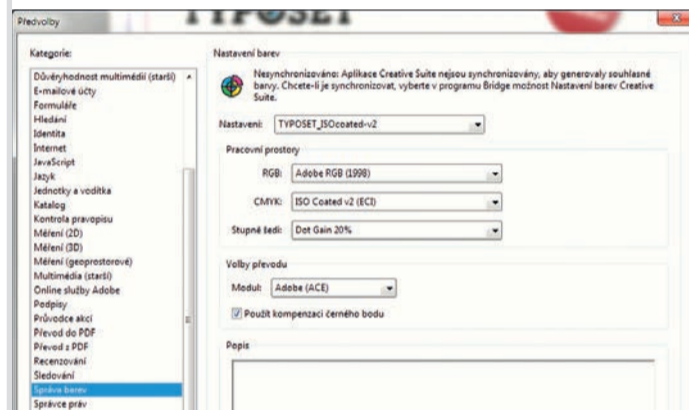 TYPOSET
Předvolby
Kategorie:
Důvěryhodnost multimédií (starší)
E-mailové účty
Formuláře
Hledání
Identita
Internet
JavaScript
Jazyk
Jednotky a vodítka
Katalog
Kontrola pravopisu
Měření (2D)
Měření (3D)
Měření (geoprostorové)
Multimédia (starší)
Online služby Adobe
Podpisy
Průvodce akcí
Převod do PDF
Převod z PDF
Recenzování
Sledování
Správa barev
Správce práv
Nastavení barev
Nesynchronizováno: Aplikace Creative Suite nejsou synchronizovány, aby generovaly souhlasné
barvy. Chcete-li je synchronizovat, vyberte v programu Bridge možnost Nastavení barev Creative
Suite.
Nastavení: TYPOSET_ISOcoated-v2
Pracovní prostory
RGB: Adobe RGB (1998)
CMYK: ISO Coated v2 (ECI)
Stupně šedi: Dot Gain 20%
Volby převodu
Modul: Adobe (ACE)
Použít kompenzaci černého bodu
Popis